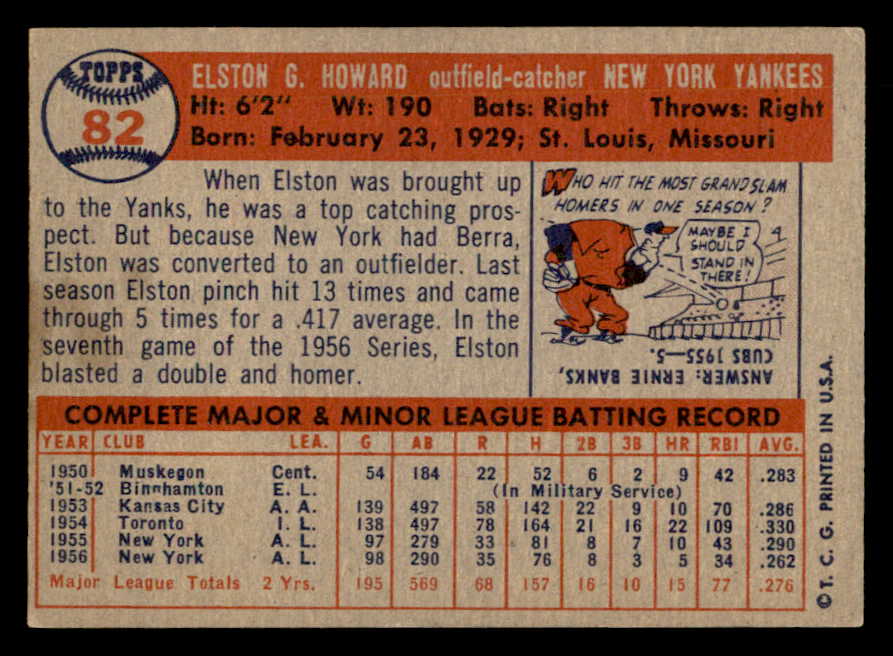 TOPPS
82
ELSTON G. HOWARD outfield-catcher NEW YORK YANKEES
Ht: 6'2" Wt: 190 Bats: Right Throws: Right
Born: February 23, 1929; St. Louis, Missouri
When Elston was brought up
to the Yanks, he was a top catching pros-
pect. But because New York had Berra,
Elston was converted to an outfielder. Last
season Elston pinch hit 13 times and came
through 5 times for a .417 average. In the
seventh game of the 1956 Series, Elston
blasted a double and homer.
WHO HIT THE MOST GRAND SLAM
HOMERS IN ONE SEASON?
MAYBE I
SHOULD
STAND IN
THERE!
ANSWER: ERNIE BANKS,
CUBS 1955—5.
COMPLETE MAJOR & MINOR LEAGUE BATTING RECORD
YEAR CLUB LEA. G AB R H 2B 3B HR RBI AVG.
1950 Muskegon Cent. 54 184 22 52 6 2 9 42 .283
'51-52 Binghamton E. L. (In Military Service)
1953 Kansas City A. A. 139 497 58 142 22 9 10 70 .286
1954 Toronto I. L. 138 497 78 164 21 16 22 109 .330
1955 New York A. L. 97 279 33 81 8 7 10 43 .290
1956 New York A. L. 98 290 35 76 8 3 5 34 .262
Major League Totals 2 Yrs. 195 569 68 157 16 10 15 77 .276
© T. C. G. PRINTED IN U.S.A.